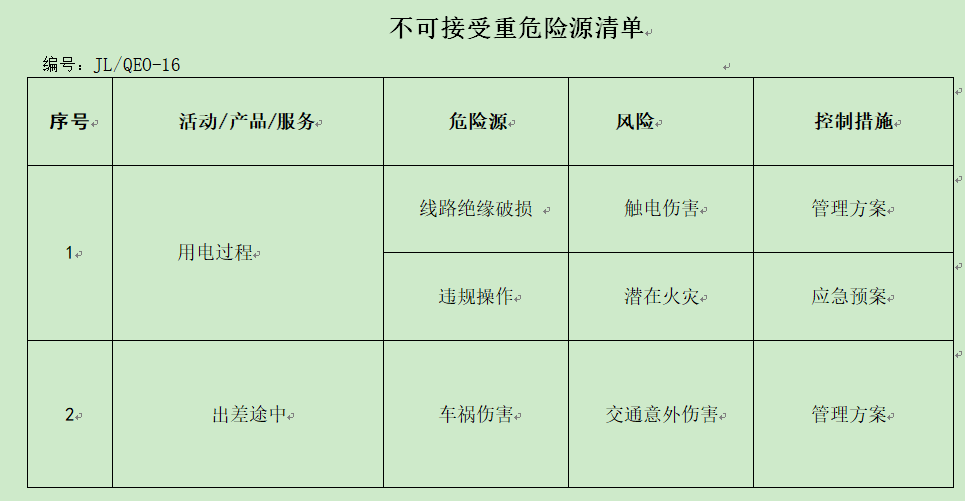 不可接受重危险源清单
编号：JL/QEO-16
序号 活动/产品/服务 危险源 风险 控制措施
1 用电过程 线路绝缘破损 触电伤害 管理方案
违规操作 潜在火灾 应急预案
2 出差途中 车祸伤害 交通意外伤害 管理方案